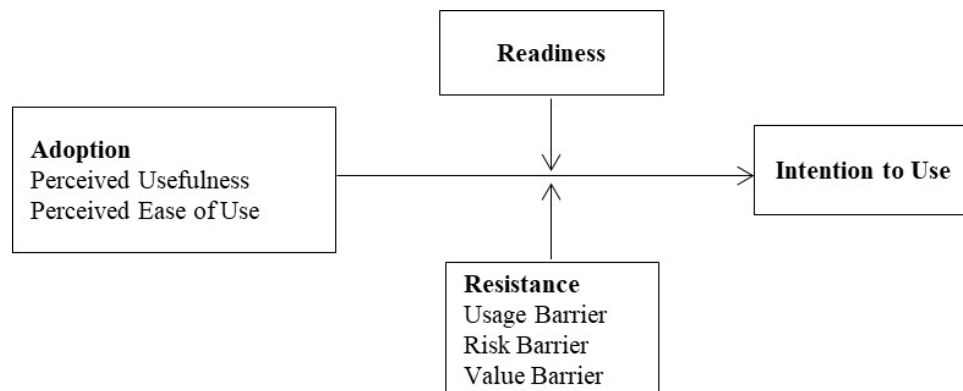 Readiness
Adoption
Perceived Usefulness
Perceived Ease of Use
Intention to Use
Resistance
Usage Barrier
Risk Barrier
Value Barrier